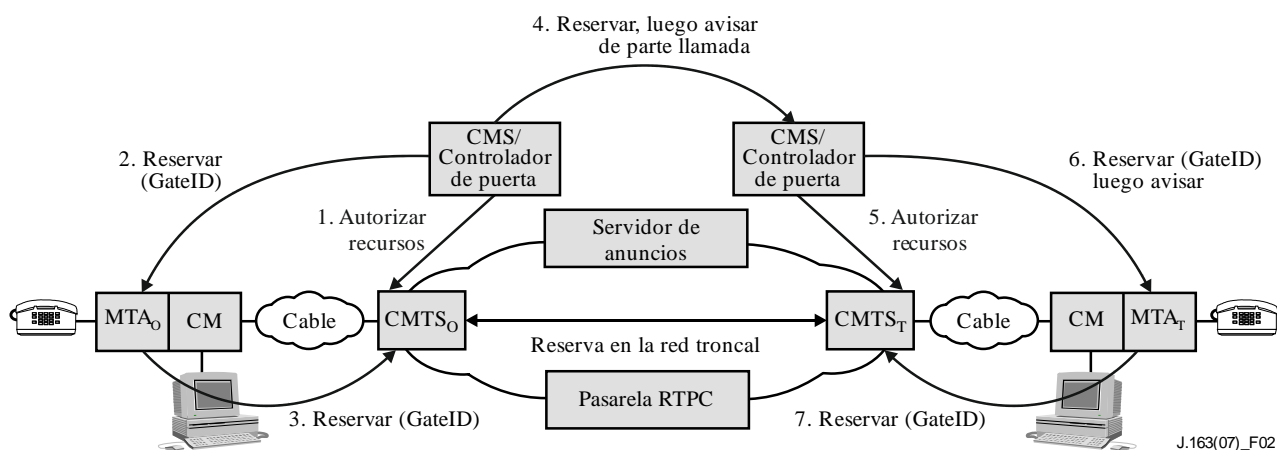 4. Reservar, luego avisar
de parte llamada
CMS/
Controlador
de puerta
CMS/
Controlador
de puerta
2. Reservar
(GateID)
6. Reservar (GateID)
luego avisar
1. Autorizar
recursos
5. Autorizar
recursos
Servidor de
anuncios
MTAO
CM
Cable
CMTSO
CMTST
Cable
CM
MTAT
Reserva en la red troncal
Pasarela RTPC
3. Reservar (GateID)
7. Reservar (GateID)
J.163(07)_F02